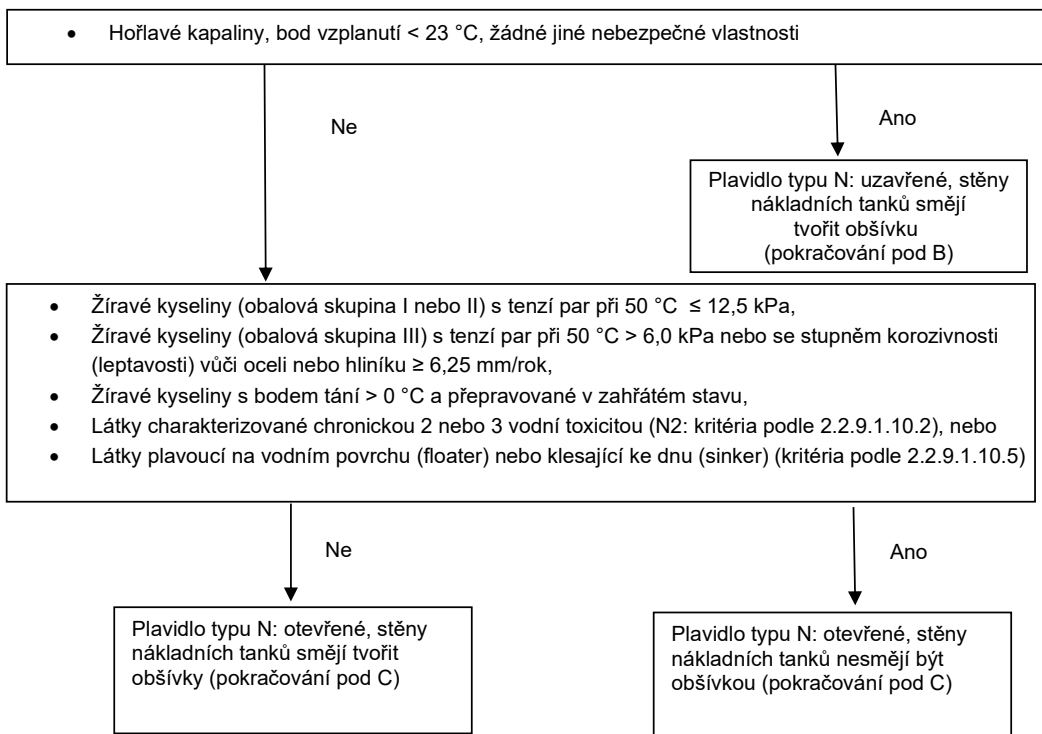 • Hořlavé kapaliny, bod vzplanutí < 23 °C, žádné jiné nebezpečné vlastnosti
Ne
Ano
Plavidlo typu N: uzavřené, stěny
nákladních tanků smějí
tvořit obšívku
(pokračování pod B)
• Žíravé kyseliny (obalová skupina I nebo II) s tenzí par při 50 °C ≤ 12,5 kPa,
• Žíravé kyseliny (obalová skupina III) s tenzí par při 50 °C > 6,0 kPa nebo se stupněm korozivnosti
(leptavosti) vůči oceli nebo hliníku ≥ 6,25 mm/rok,
• Žíravé kyseliny s bodem tání > 0 °C a přepravované v zahřátém stavu,
• Látky charakterizované chronickou 2 nebo 3 vodní toxicitou (N2: kritéria podle 2.2.9.1.10.2), nebo
• Látky plavoucí na vodním povrchu (floater) nebo klesající ke dnu (sinker) (kritéria podle 2.2.9.1.10.5)
Ne
Ano
Plavidlo typu N: otevřené, stěny
nákladních tanků smějí tvořit
obšívky (pokračování pod C)
Plavidlo typu N: otevřené, stěny
nákladních tanků nesmějí být
obšívkou (pokračování pod C)